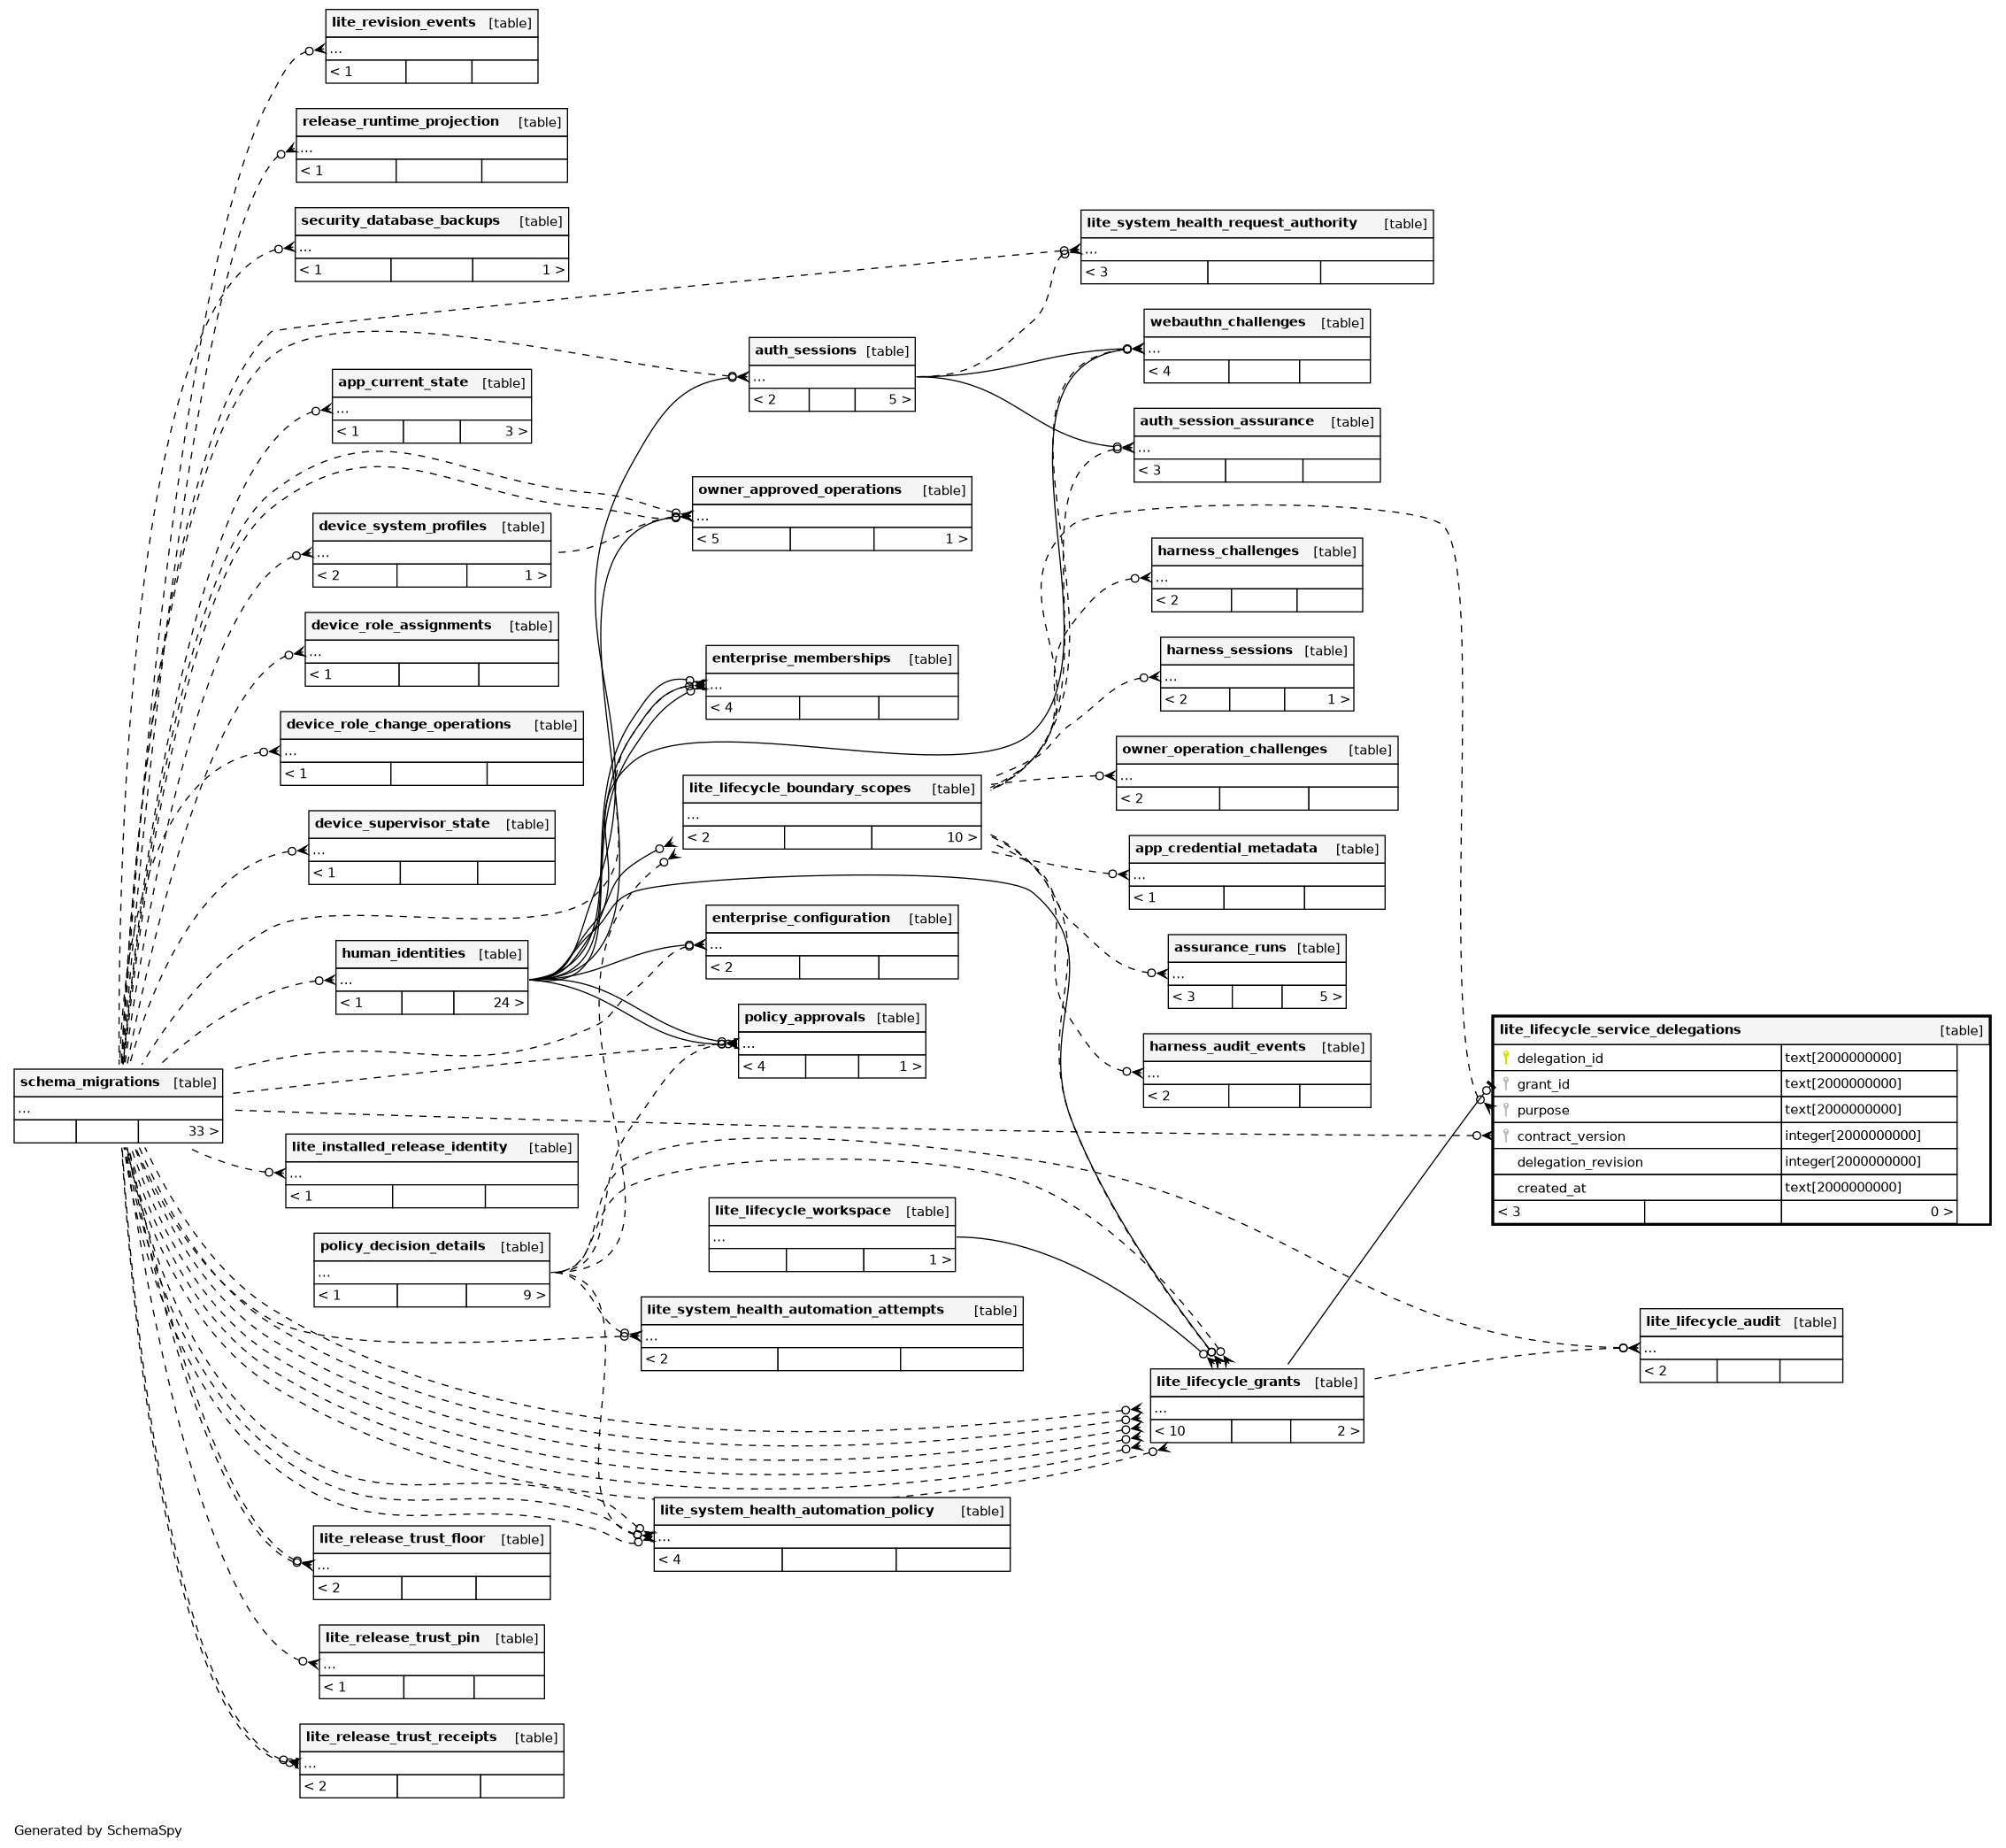 lite_revision_events [table]
...
< 1
release_runtime_projection [table]
...
< 1
security_database_backups [table]
...
< 1 1 >
lite_system_health_request_authority [table]
...
< 3
webauthn_challenges [table]
...
< 4
auth_sessions [table]
...
< 2 5 >
app_current_state [table]
...
< 1 3 >
auth_session_assurance [table]
...
< 3
owner_approved_operations [table]
...
< 5 1 >
device_system_profiles [table]
...
< 2 1 >
harness_challenges [table]
...
< 2
device_role_assignments [table]
...
< 1
enterprise_memberships [table]
...
< 4
harness_sessions [table]
...
< 2 1 >
device_role_change_operations [table]
...
< 1
owner_operation_challenges [table]
...
< 2
lite_lifecycle_boundary_scopes [table]
...
< 2 10 >
device_supervisor_state [table]
...
< 1
app_credential_metadata [table]
...
< 1
enterprise_configuration [table]
...
< 2
human_identities [table]
...
< 1 24 >
assurance_runs [table]
...
< 3 5 >
policy_approvals [table]
...
< 4 1 >
harness_audit_events [table]
...
< 2
lite_lifecycle_service_delegations [table]
delegation_id text[2000000000]
grant_id text[2000000000]
purpose text[2000000000]
contract_version integer[2000000000]
delegation_revision integer[2000000000]
created_at text[2000000000]
< 3 0 >
schema_migrations [table]
...
33 >
lite_installed_release_identity [table]
...
< 1
lite_lifecycle_workspace [table]
...
1 >
policy_decision_details [table]
...
< 1 9 >
lite_system_health_automation_attempts [table]
...
< 2
lite_lifecycle_audit [table]
...
< 2
lite_lifecycle_grants [table]
...
< 10 2 >
lite_system_health_automation_policy [table]
...
< 4
lite_release_trust_floor [table]
...
< 2
lite_release_trust_pin [table]
...
< 1
lite_release_trust_receipts [table]
...
< 2
Generated by SchemaSpy